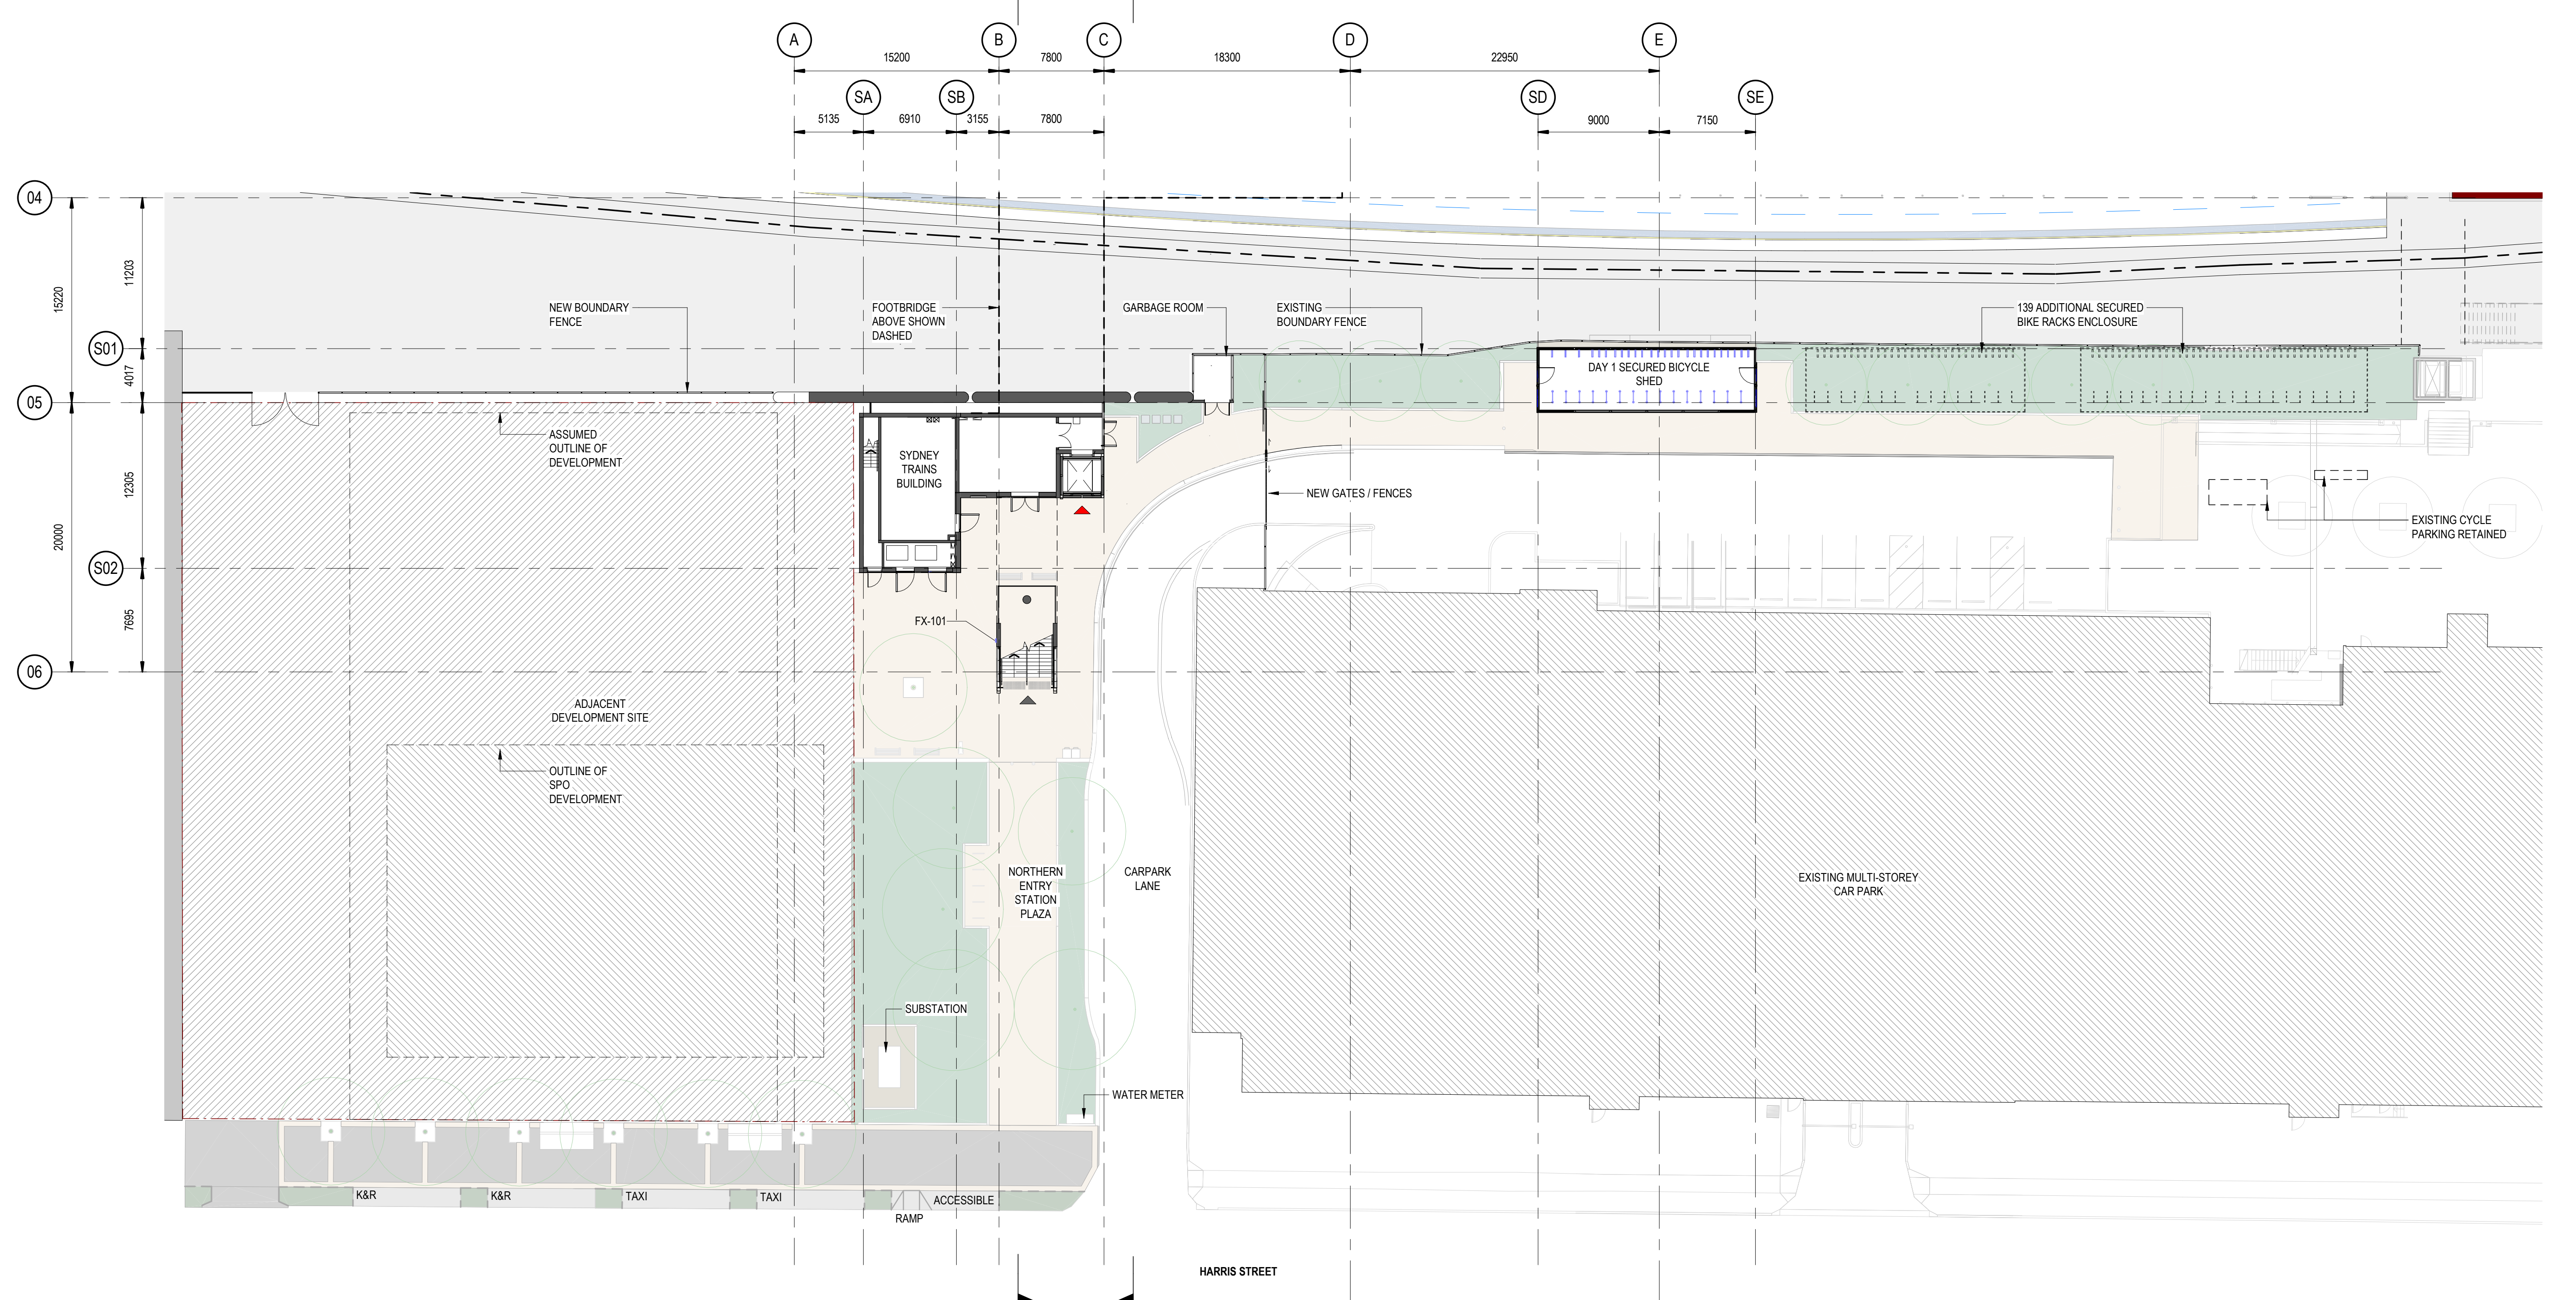 A
B
C
D
E
15200
7800
18300
22950
SA
SB
SD
SE
5135
6910
3155
7800
9000
7150
04
11203
15220
S01
4017
05
12305
20000
S02
7695
06
NEW BOUNDARY
FENCE
FOOTBRIDGE
ABOVE SHOWN
DASHED
GARBAGE ROOM
EXISTING
BOUNDARY FENCE
139 ADDITIONAL SECURED
BIKE RACKS ENCLOSURE
DAY 1 SECURED BICYCLE
SHED
ASSUMED
OUTLINE OF
DEVELOPMENT
SYDNEY
TRAINS
BUILDING
NEW GATES / FENCES
EXISTING CYCLE
PARKING RETAINED
FX-101
ADJACENT
DEVELOPMENT SITE
OUTLINE OF
SPO
DEVELOPMENT
NORTHERN
ENTRY
STATION
PLAZA
CARPARK
LANE
EXISTING MULTI-STOREY
CAR PARK
SUBSTATION
WATER METER
K&R
K&R
TAXI
TAXI
ACCESSIBLE
RAMP
HARRIS STREET